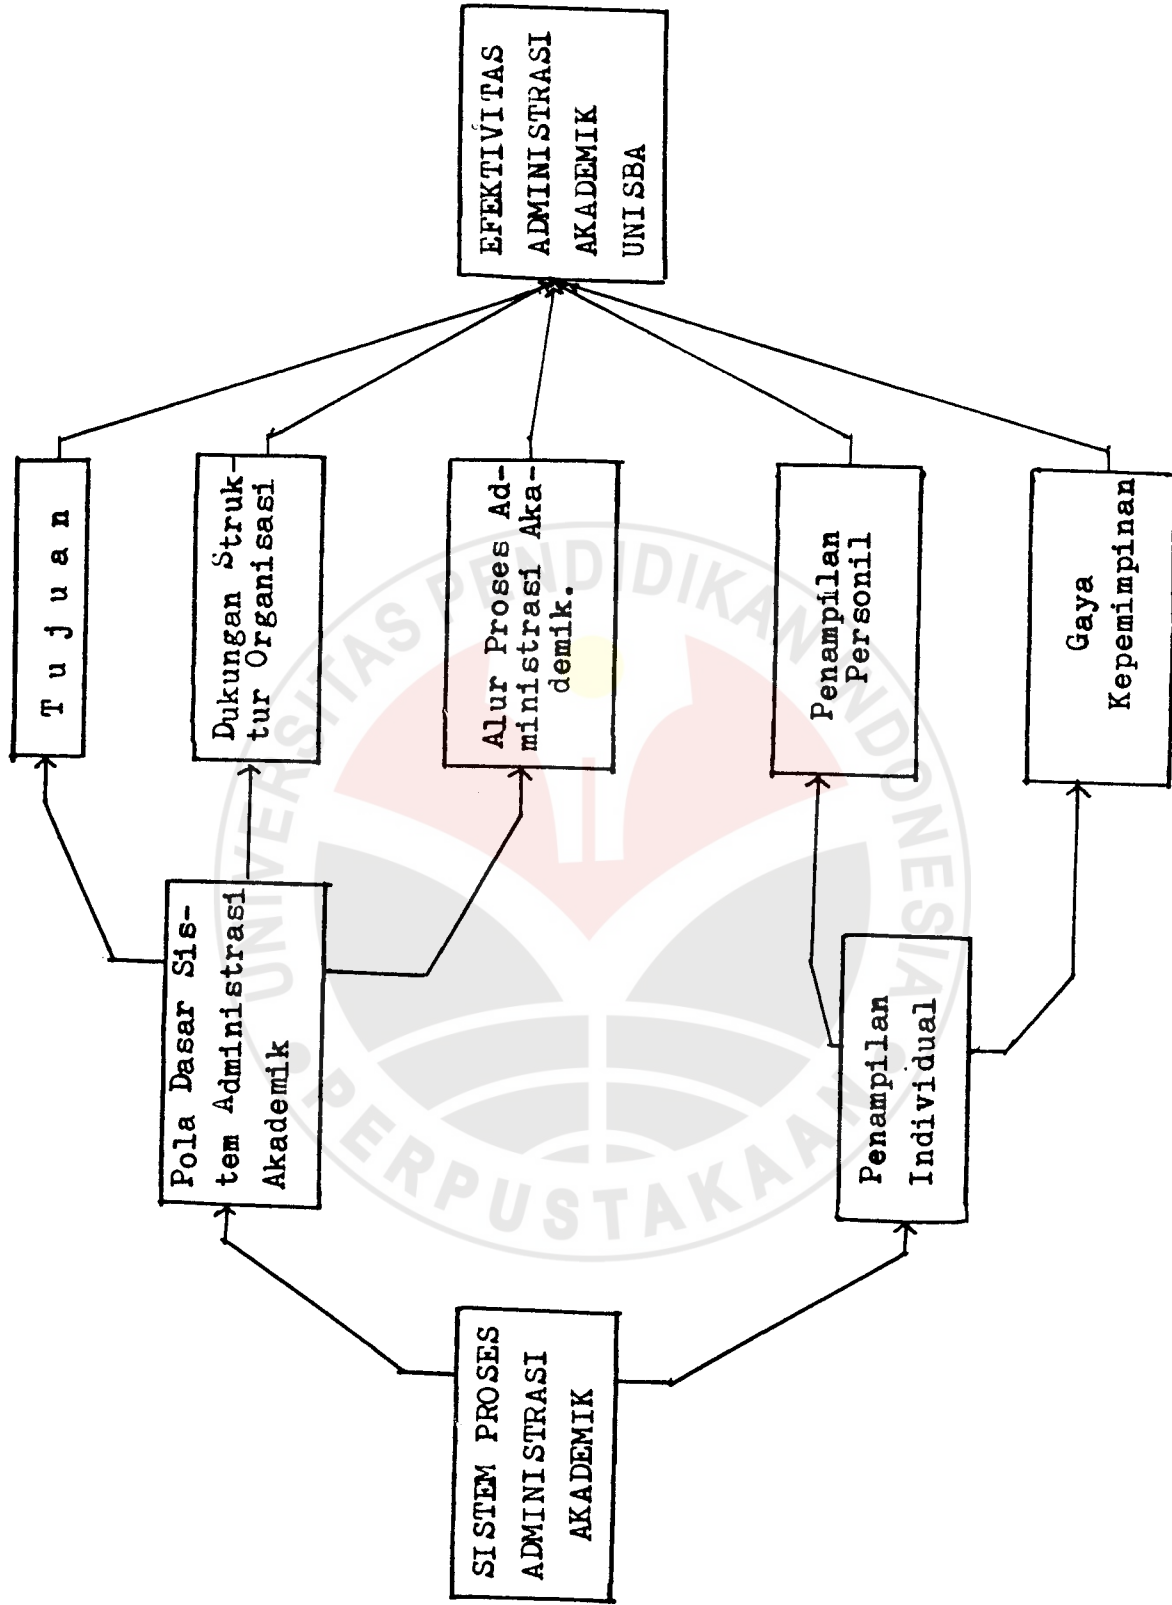 SISTEM PROSES
ADMINISTRASI
AKADEMIK
Pola Dasar Sis-
tem Administrasi
Akademik
Penampilan
Individual
T u j u a n
Dukungan Struk-
tur Organisasi
Alur Proses Ad-
ministrasi Aka-
demik.
Penampilan
Personil
Gaya
Kepemimpinan
EFEKTIVITAS
ADMINISTRASI
AKADEMIK
UNISBA
UNIVERSITAS PENDIDIKAN INDONESIA
PERPUSTAKAAN